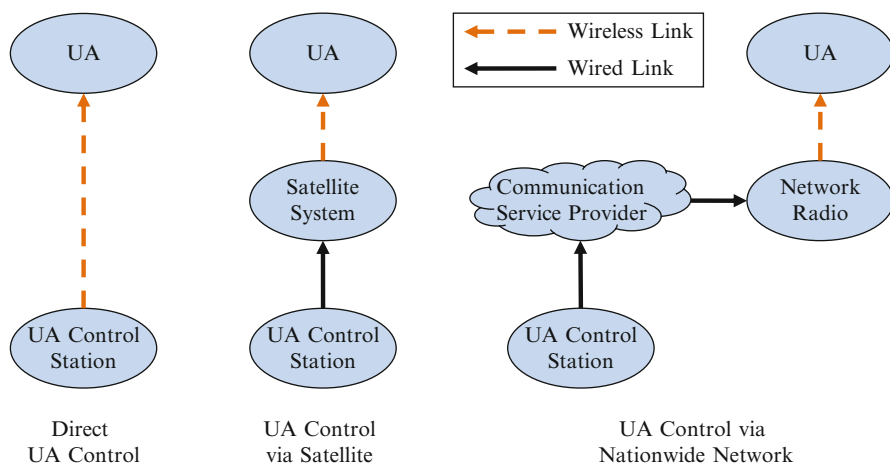 UA
UA
Wireless Link
Wired Link
UA
Satellite
System
Communication
Service Provider
Network
Radio
UA Control
Station
UA Control
Station
UA Control
Station
Direct
UA Control
UA Control
via Satellite
UA Control via
Nationwide Network